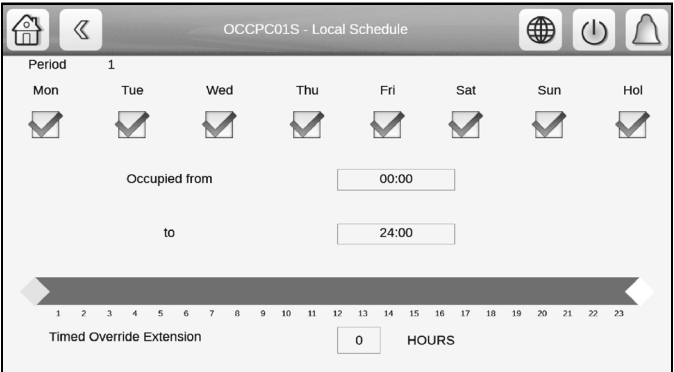 OCCPC01S - Local Schedule
Period 1
Mon Tue Wed Thu Fri Sat Sun Hol
Occupied from 00:00
to 24:00
1 2 3 4 5 6 7 8 9 10 11 12 13 14 15 16 17 18 19 20 21 22 23
Timed Override Extension 0 HOURS